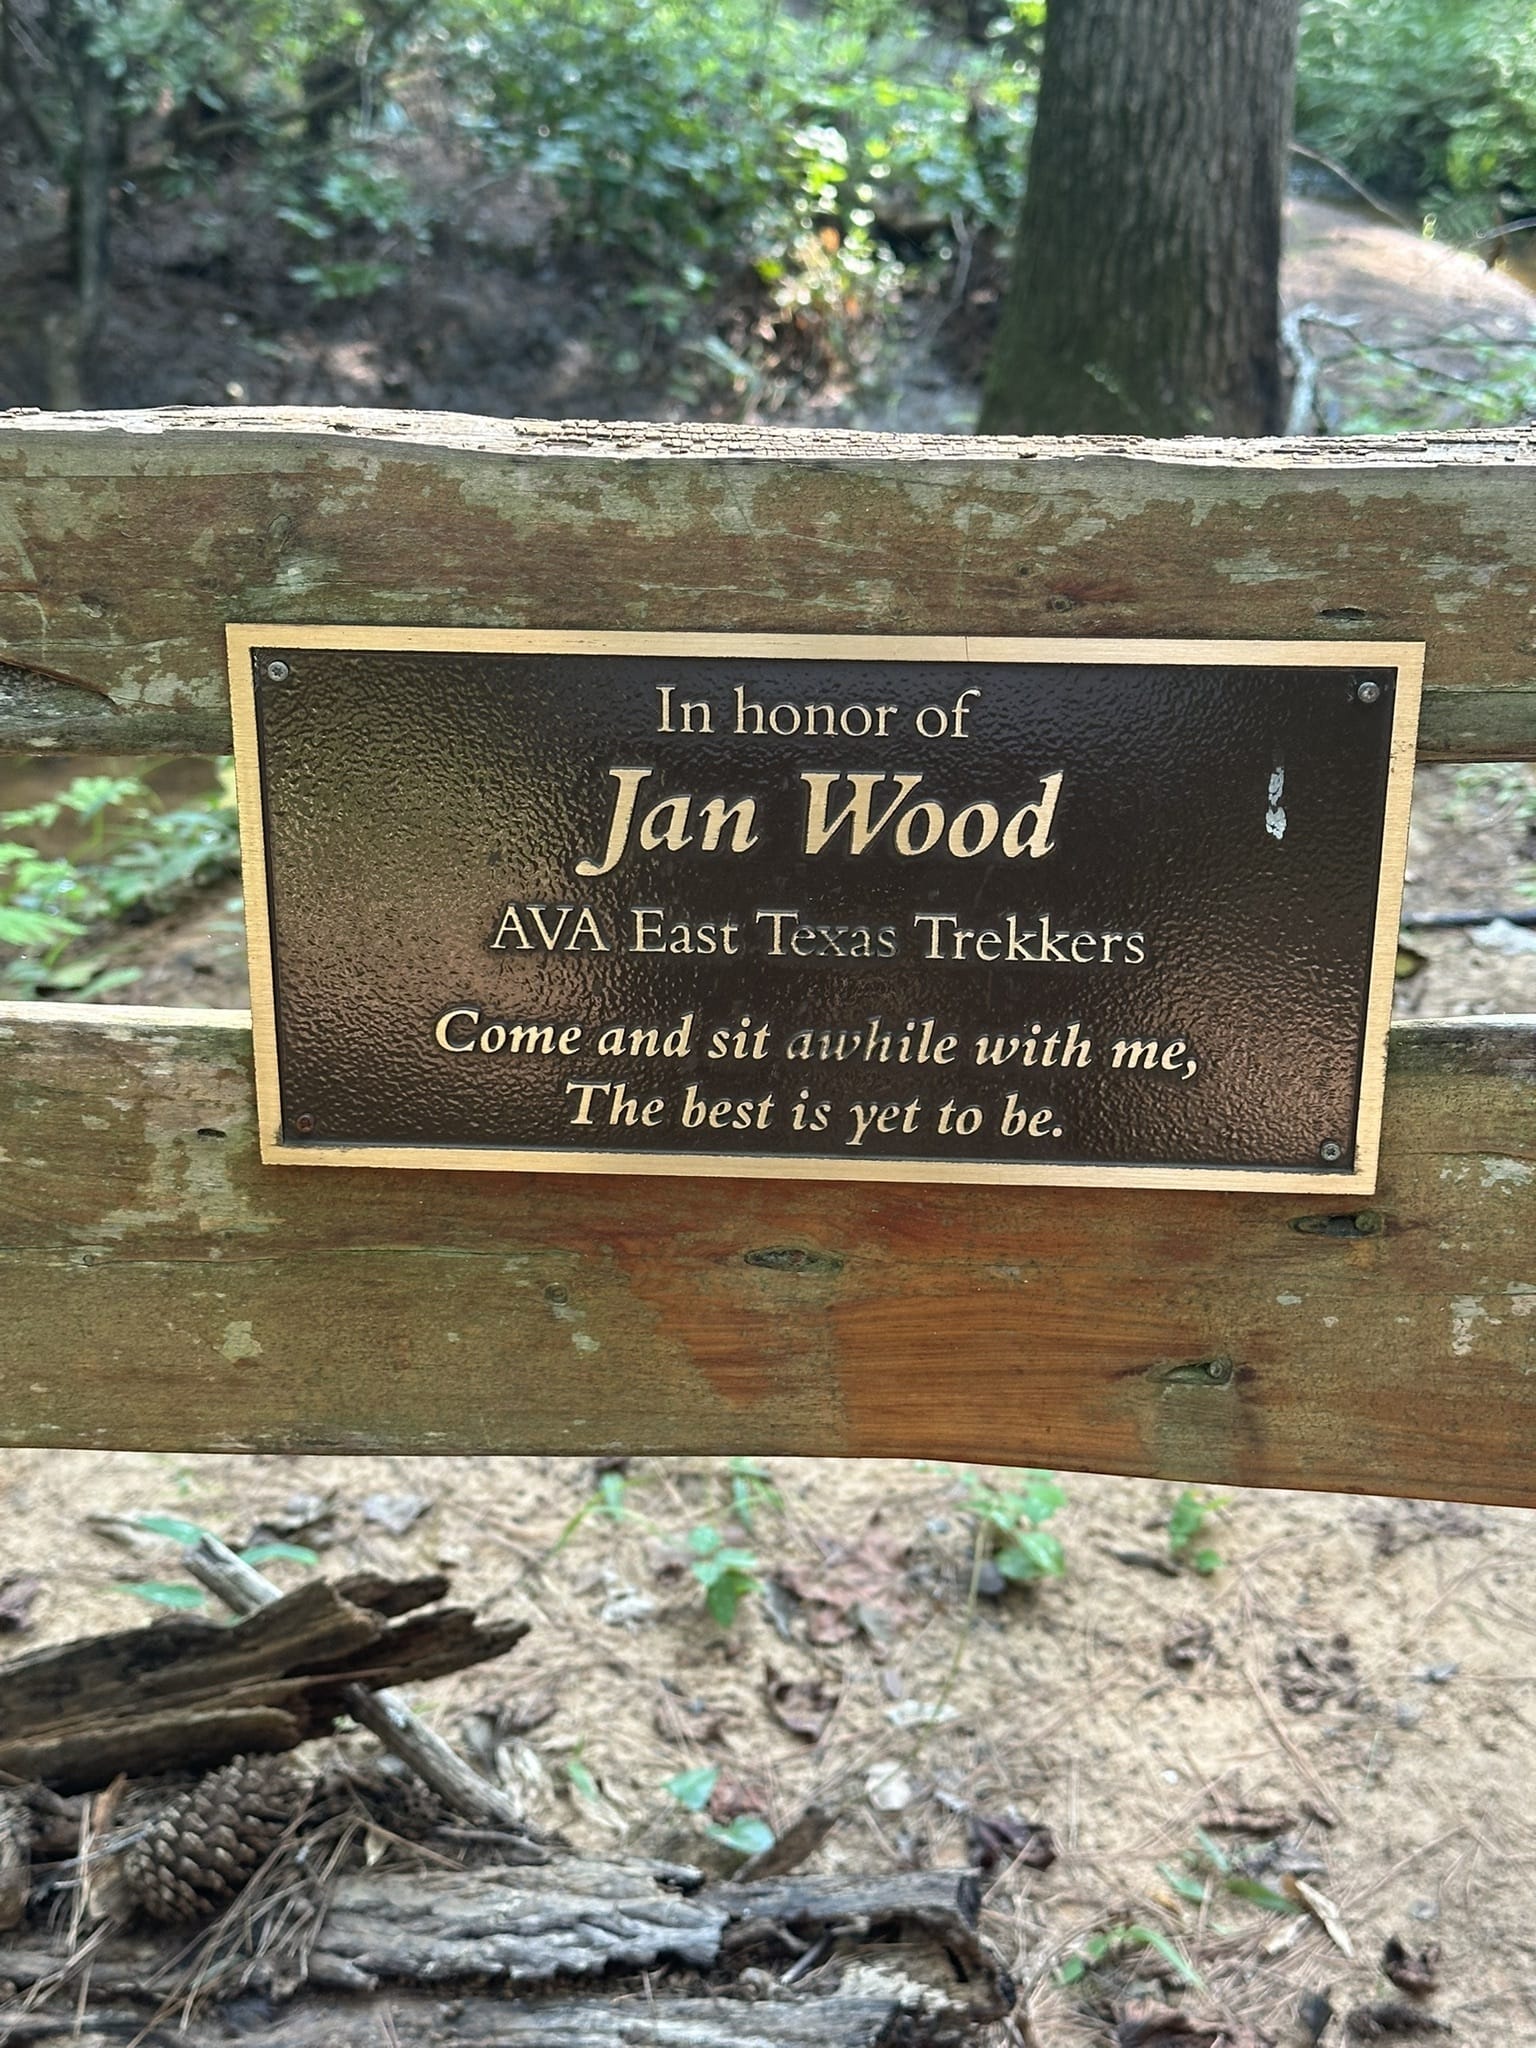 In honor of
Jan Wood
AVA East Texas Trekkers
Come and sit awhile with me,
The best is yet to be.